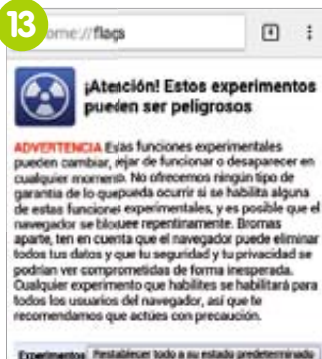 13
ome://flags
¡Atención! Estos experimentos
pueden ser peligrosos
ADVERTENCIA Esas funciones experimentales
pueden cambiar, ejar de funcionar o desaparecer en
cualquier momento. No ofrecemos ningún tipo de
garantía de lo quepueda ocurrir si se habilita alguna
de estas funciones experimentales, y es posible que el
navegador se bloquee repentinamente. Bromas
aparte, ten en cuenta que el navegador puede eliminar
todos tus datos y que tu seguridad y tu privacidad se
podrían ver comprometidas de forma inesperada.
Cualquier experimento que habilites se habilitará para
todos los usuarios del navegador, así que te
recomendamos que actúes con precaución.
Experimentos Restablecer todo a su estado predeterminado